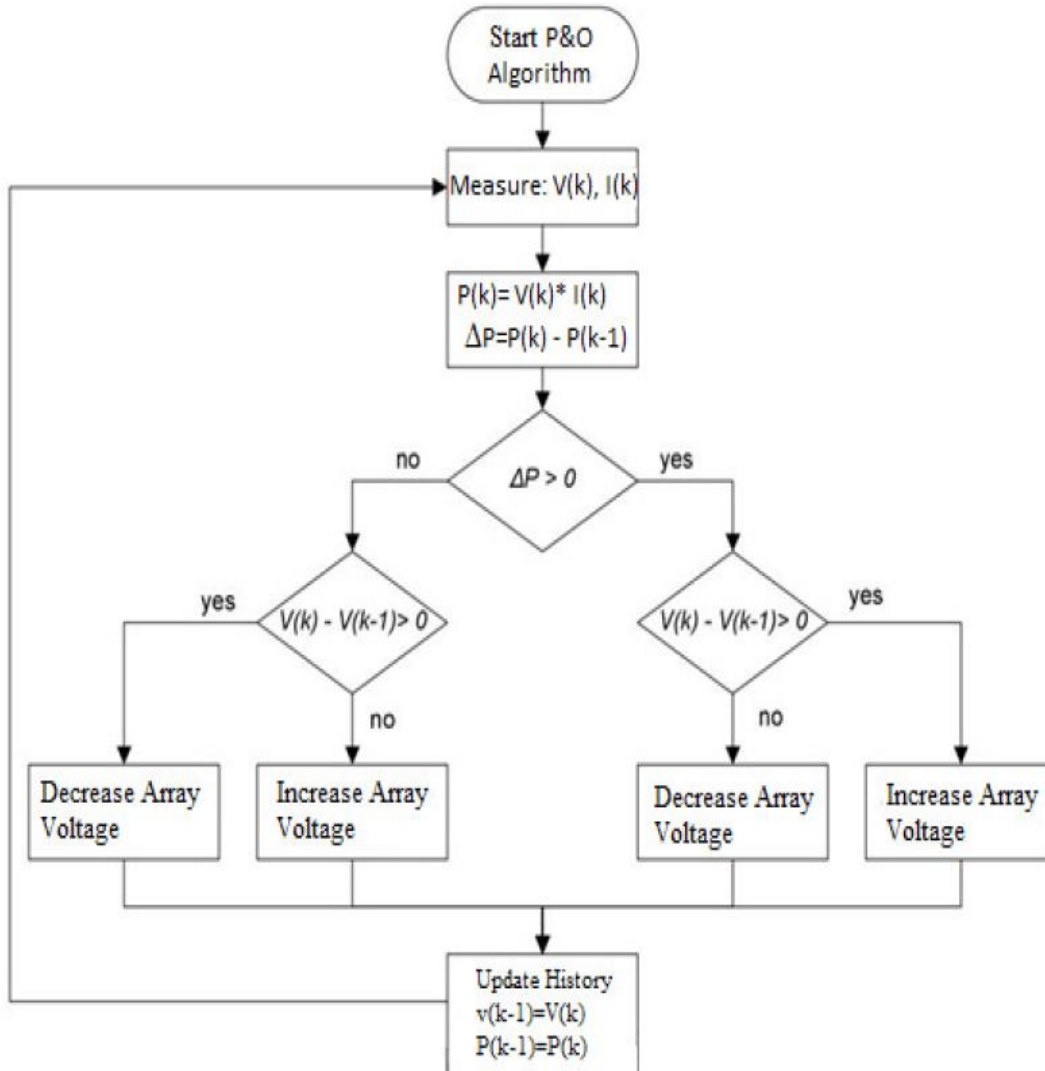 Start P&O
Algorithm
Measure: V(k), I(k)
P(k)= V(k)* I(k)
ΔP=P(k) - P(k-1)
no
yes
ΔP > 0
yes
V(k) - V(k-1)> 0
V(k) - V(k-1)> 0
yes
no
no
Decrease Array
Voltage
Increase Array
Voltage
Decrease Array
Voltage
Increase Array
Voltage
Update History
v(k-1)=V(k)
P(k-1)=P(k)